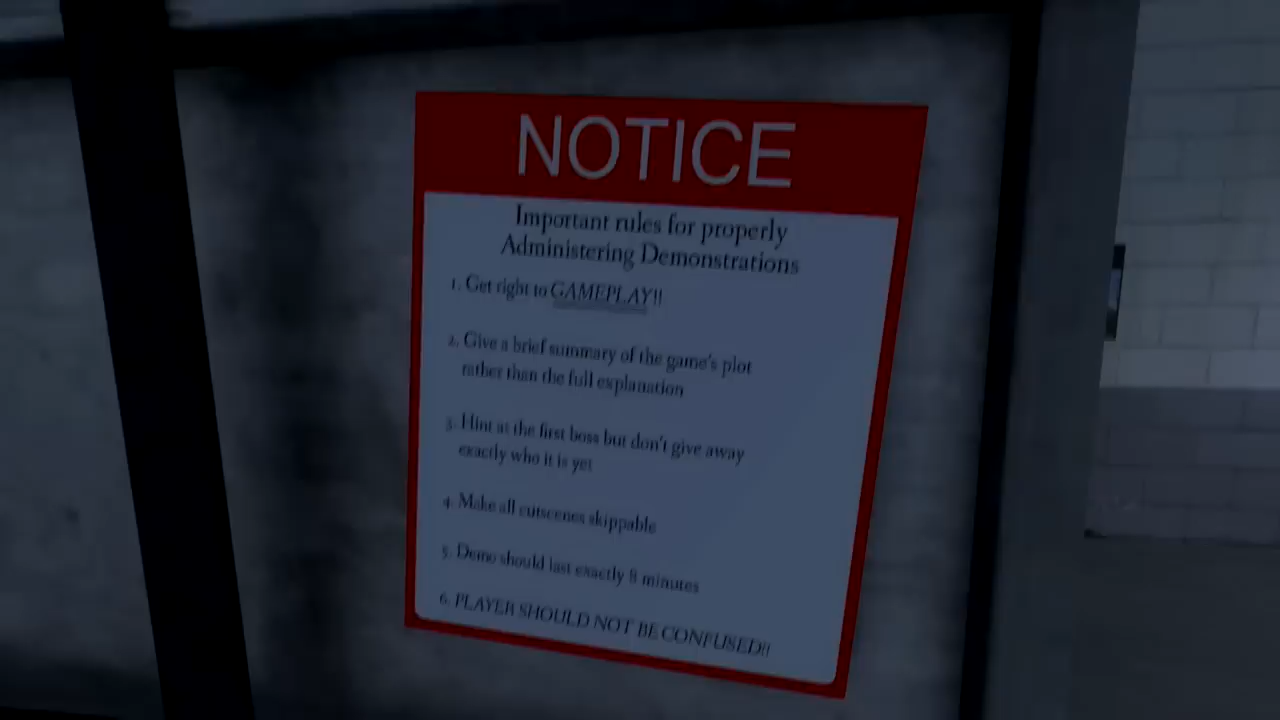 NOTICE
Important rules for properly
Administering Demonstrations
1. Get right to GAMEPLAY!!
2. Give a brief summary of the game's plot
rather than the full explanation
3. Hint at the first boss but don't give away
exactly who it is yet
4. Make all cutscenes skippable
5. Demo should last exactly 8 minutes
6. PLAYER SHOULD NOT BE CONFUSED!!